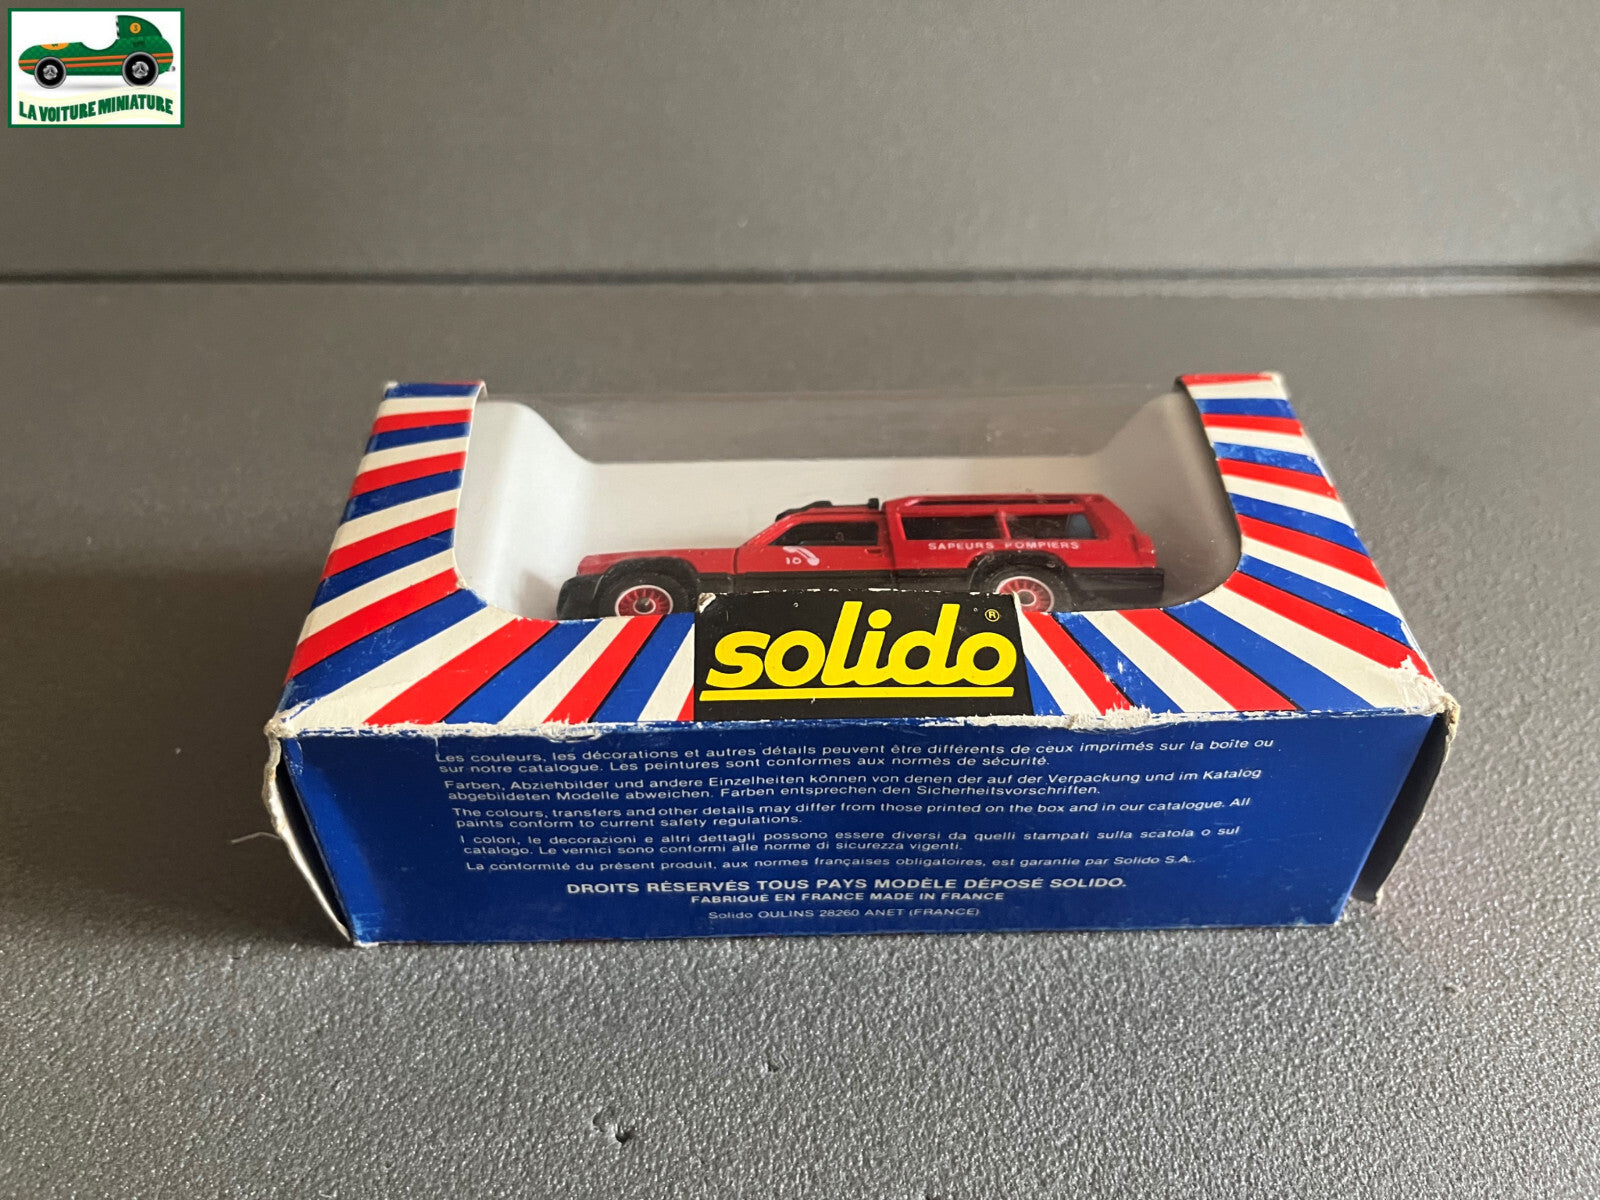 LA VOITURE MINIATURE
SAPEURS POMPIERS
18
solido
®
Les couleurs, les décorations et autres détails peuvent être différents de ceux imprimés sur la boîte ou
sur notre catalogue. Les peintures sont conformes aux normes de sécurité.
Farben, Abziehbilder und andere Einzelheiten können von denen der auf der Verpackung und im Katalog
abgebildeten Modelle abweichen. Farben entsprechen den Sicherheitsvorschriften.
The colours, transfers and other details may differ from those printed on the box and in our catalogue. All
paints conform to current safety regulations.
I colori, le decorazioni e altri dettagli possono essere diversi da quelli stampati sulla scatola o sul
catalogo. Le vernici sono conformi alle norme di sicurezza vigenti.
La conformité du présent produit, aux normes françaises obligatoires, est garantie par Solido S.A.
DROITS RÉSERVÉS TOUS PAYS MODÈLE DÉPOSÉ SOLIDO.
FABRIQUÉ EN FRANCE MADE IN FRANCE
Solido OULINS 28260 ANET (FRANCE)